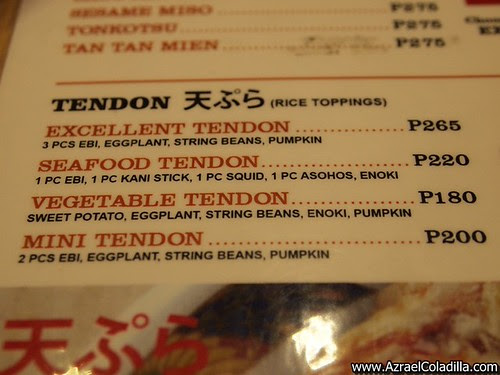 SESAME MISO P275
TONKOTSU P275
TAN TAN MIEN P275
TENDON 天ぷら (RICE TOPPINGS)
EXCELLENT TENDON ................ P265
3 PCS EBI, EGGPLANT, STRING BEANS, PUMPKIN
SEAFOOD TENDON...................... P220
1 PC EBI, 1 PC KANI STICK, 1 PC SQUID, 1 PC ASOHOS, ENOKI
VEGETABLE TENDON.................. P180
SWEET POTATO, EGGPLANT, STRING BEANS, ENOKI, PUMPKIN
MINI TENDON ............................. P200
2 PCS EBI, EGGPLANT, STRING BEANS, PUMPKIN
天ぷら
www.AzraelColadilla.com